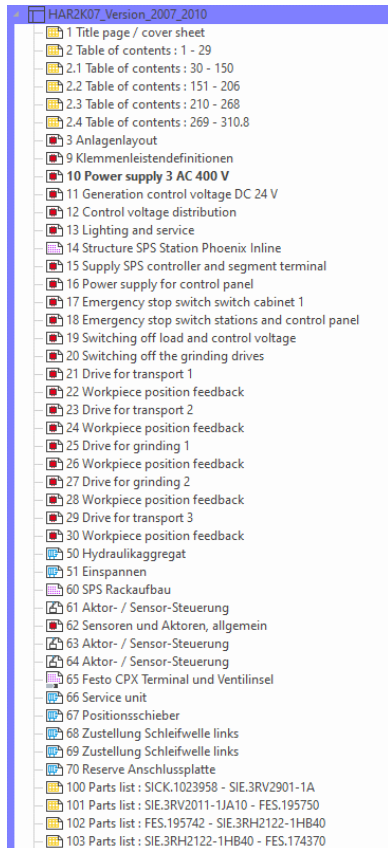 HAR2K07_Version_2007_2010
1 Title page / cover sheet
2 Table of contents : 1 - 29
2.1 Table of contents : 30 - 150
2.2 Table of contents : 151 - 206
2.3 Table of contents : 210 - 268
2.4 Table of contents : 269 - 310.8
3 Anlagenlayout
9 Klemmenleistendefinitionen
10 Power supply 3 AC 400 V
11 Generation control voltage DC 24 V
12 Control voltage distribution
13 Lighting and service
14 Structure SPS Station Phoenix Inline
15 Supply SPS controller and segment terminal
16 Power supply for control panel
17 Emergency stop switch switch cabinet 1
18 Emergency stop switch stations and control panel
19 Switching off load and control voltage
20 Switching off the grinding drives
21 Drive for transport 1
22 Workpiece position feedback
23 Drive for transport 2
24 Workpiece position feedback
25 Drive for grinding 1
26 Workpiece position feedback
27 Drive for grinding 2
28 Workpiece position feedback
29 Drive for transport 3
30 Workpiece position feedback
50 Hydraulikaggregat
51 Einspannen
60 SPS Rackaufbau
61 Aktor- / Sensor-Steuerung
62 Sensoren und Aktoren, allgemein
63 Aktor- / Sensor-Steuerung
64 Aktor- / Sensor-Steuerung
65 Festo CPX Terminal und Ventilinsel
66 Service unit
67 Positionsschieber
68 Zustellung Schleifwelle links
69 Zustellung Schleifwelle links
70 Reserve Anschlussplatte
100 Parts list : SICK.1023958 - SIE.3RV2901-1A
101 Parts list : SIE.3RV2011-1JA10 - FES.195750
102 Parts list : FES.195742 - SIE.3RH2122-1HB40
103 Parts list : SIE.3RH2122-1HB40 - FES.174370